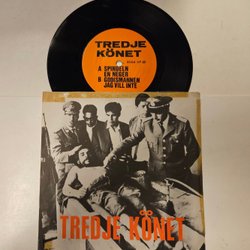 TREDJE
KÖNET
A SPINDELN
EN NEGER
B GODISMANNEN
JAG VILL INTE
TREDJE KÖNET